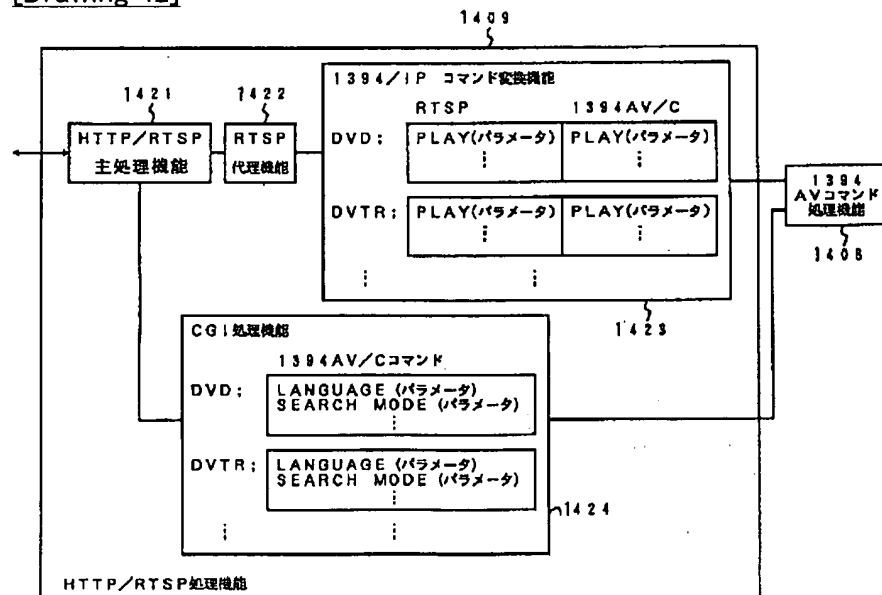 1409
1421
1422
HTTP/RTSP
主処理機能
RTSP
代理機能
1394/IP コマンド変換機能
RTSP 1394AV/C
DVD; PLAY(パラメータ) PLAY(パラメータ)
DVTR; PLAY(パラメータ) PLAY(パラメータ)
1423
1394
AVコマンド
処理機能
1408
CGI処理機能
1394AV/Cコマンド
DVD; LANGUAGE (パラメータ)
SEARCH MODE (パラメータ)
DVTR; LANGUAGE (パラメータ)
SEARCH MODE (パラメータ)
1424
HTTP/RTSP処理機能